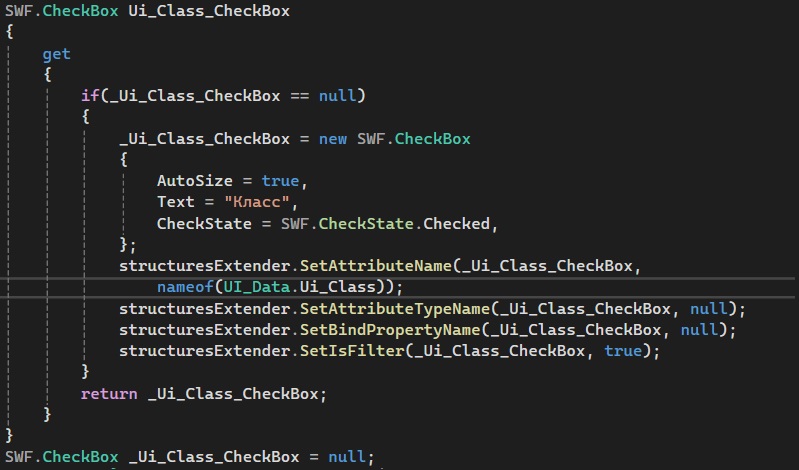 SWF.CheckBox Ui_Class_CheckBox
{
get
{
if(_Ui_Class_CheckBox == null)
{
_Ui_Class_CheckBox = new SWF.CheckBox
{
AutoSize = true,
Text = "Класс",
CheckState = SWF.CheckState.Checked,
};
structuresExtender.SetAttributeName(_Ui_Class_CheckBox,
nameof(UI_Data.Ui_Class));
structuresExtender.SetAttributeTypeName(_Ui_Class_CheckBox, null);
structuresExtender.SetBindPropertyName(_Ui_Class_CheckBox, null);
structuresExtender.SetIsFilter(_Ui_Class_CheckBox, true);
}
return _Ui_Class_CheckBox;
}
}
SWF.CheckBox _Ui_Class_CheckBox = null;